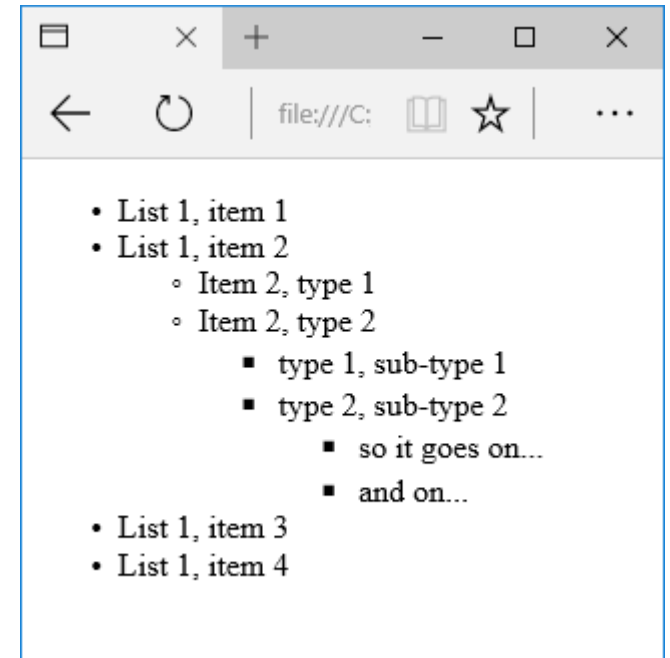 file:///C:
• List 1, item 1
• List 1, item 2
◦ Item 2, type 1
◦ Item 2, type 2
▪ type 1, sub-type 1
▪ type 2, sub-type 2
▪ so it goes on...
▪ and on...
• List 1, item 3
• List 1, item 4